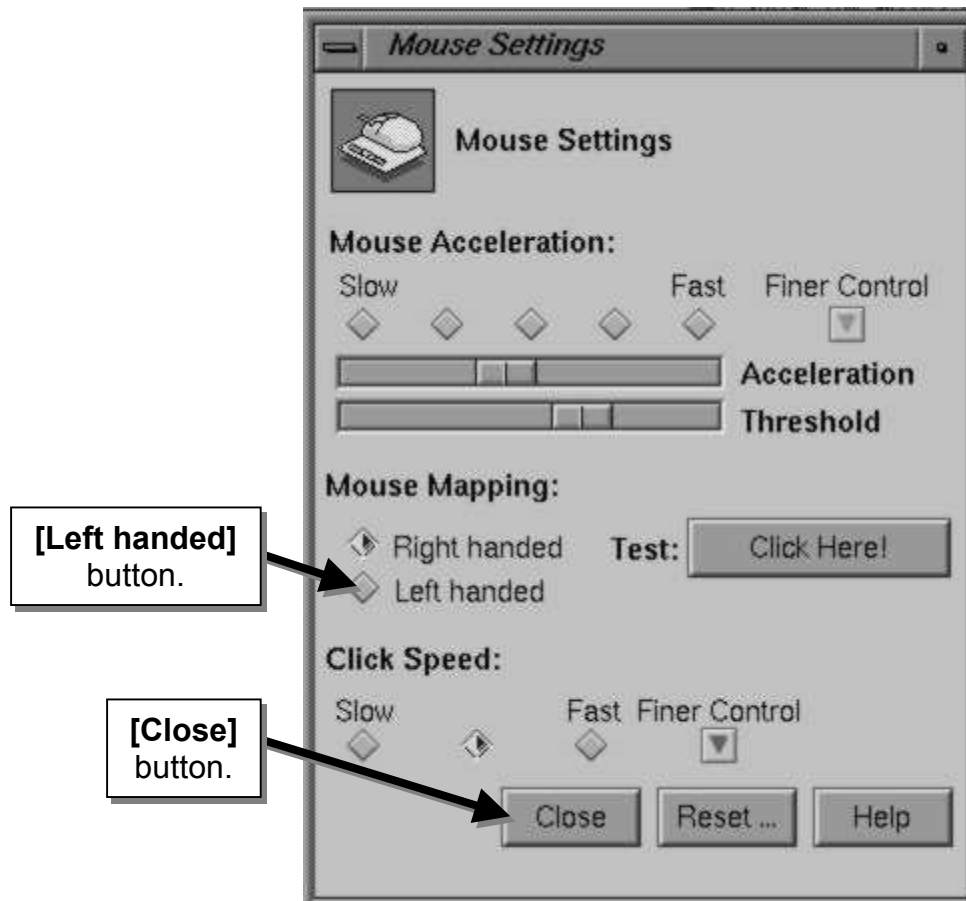 Mouse Settings
Mouse Settings
Mouse Acceleration:
Slow Fast Finer Control
Acceleration
Threshold
Mouse Mapping:
[Left handed]
button.
Right handed Test: Click Here!
Left handed
Click Speed:
Slow Fast Finer Control
[Close]
button.
Close Reset ... Help